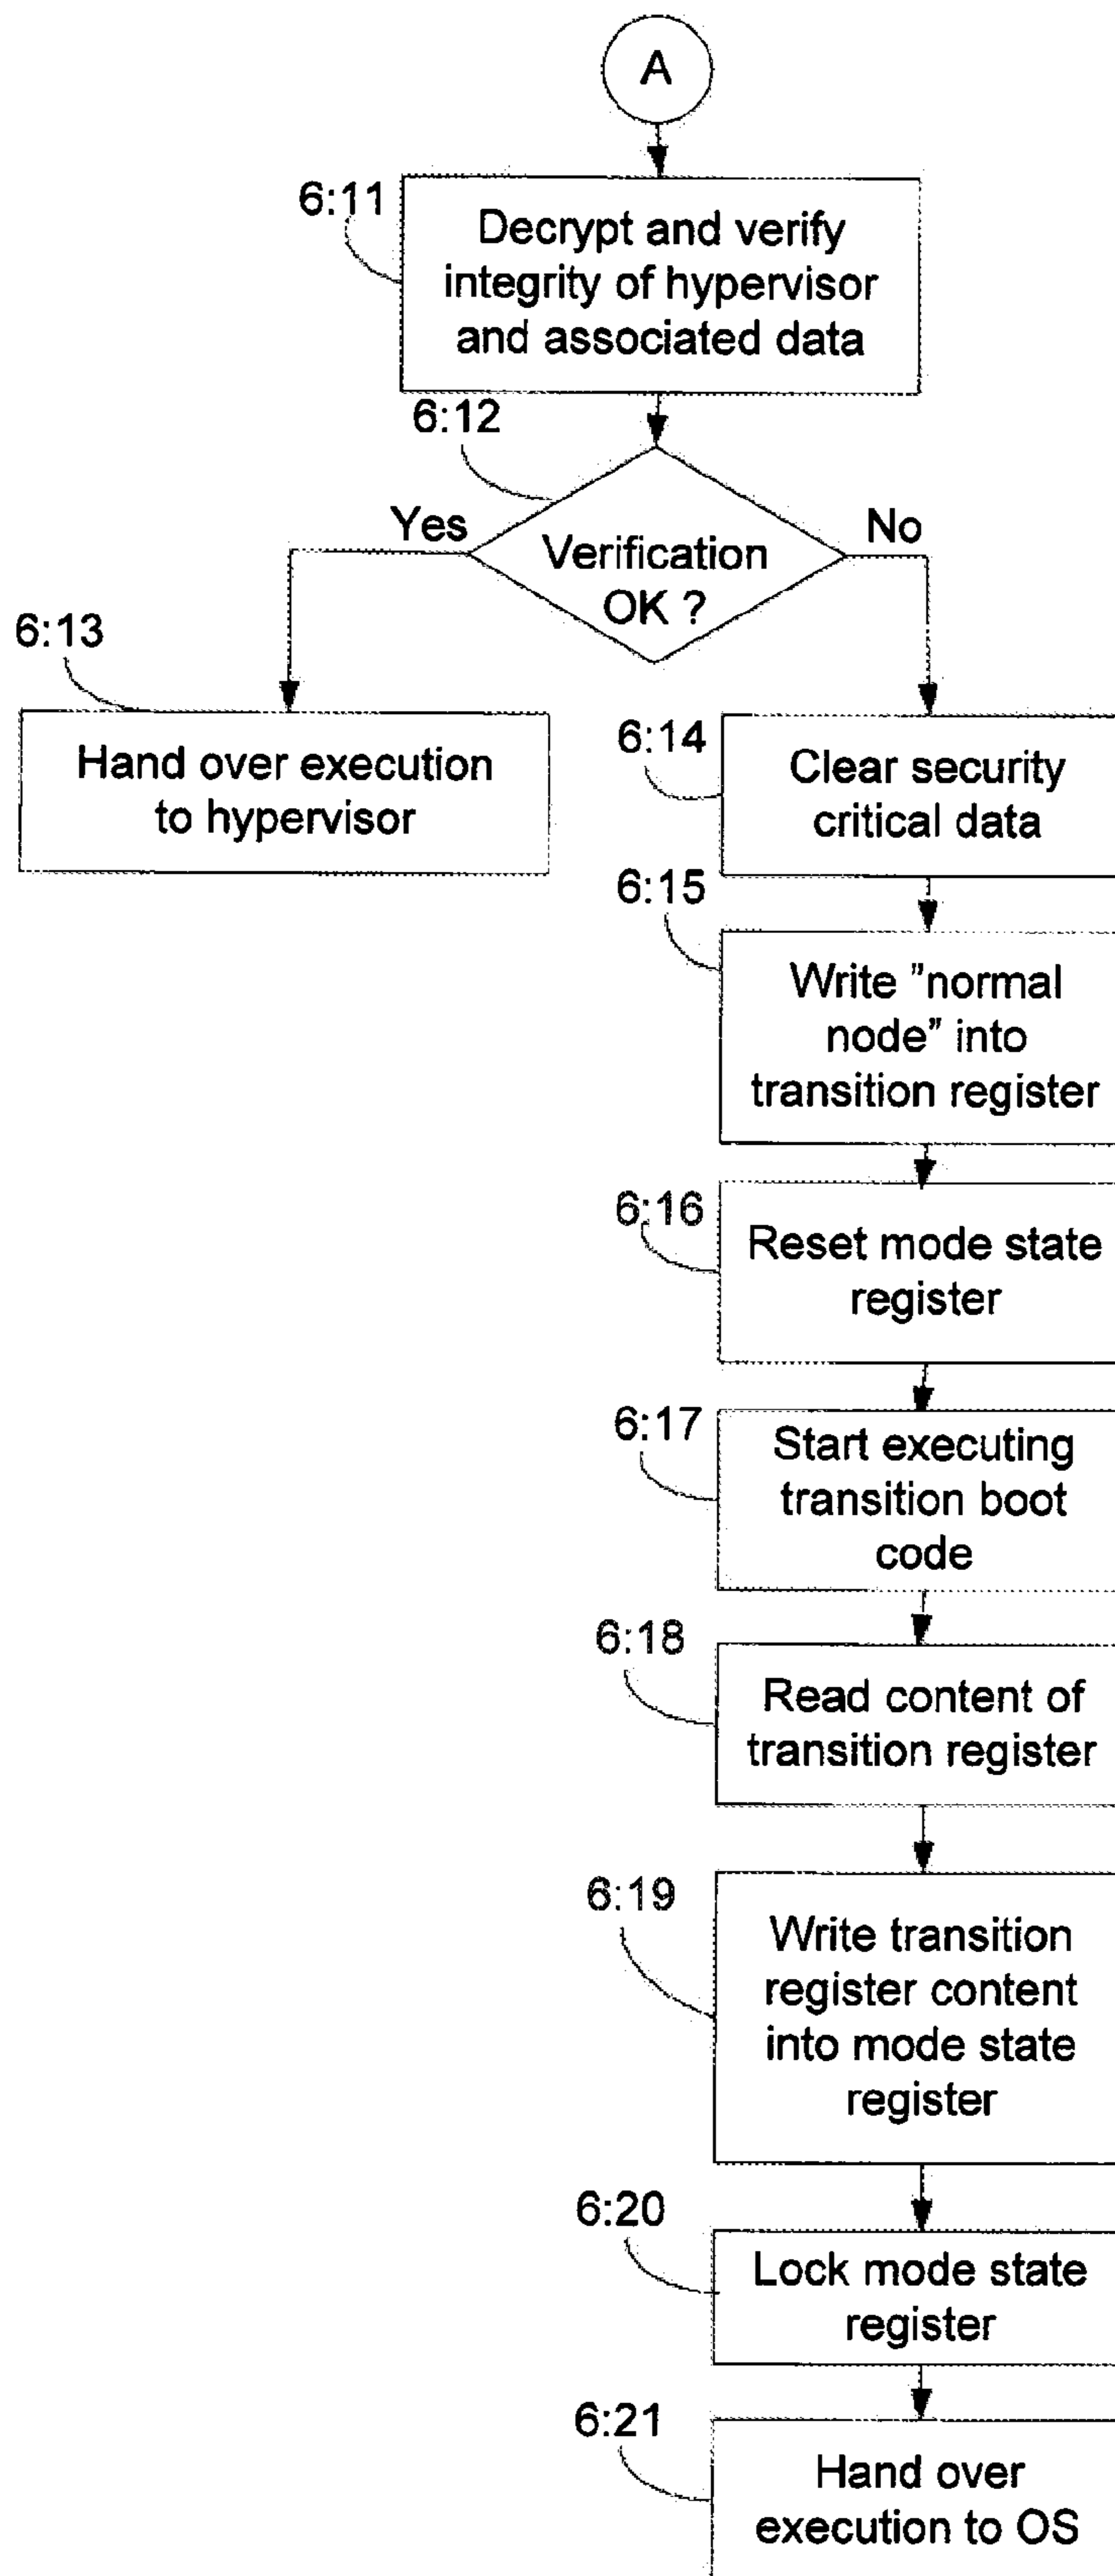 A
6:11
Decrypt and verify
integrity of hypervisor
and associated data
6:12
Yes
No
Verification
OK ?
6:13
Hand over execution
to hypervisor
6:14
Clear security
critical data
6:15
Write ”normal
node” into
transition register
6:16
Reset mode state
register
6:17
Start executing
transition boot
code
6:18
Read content of
transition register
6:19
Write transition
register content
into mode state
register
6:20
Lock mode state
register
6:21
Hand over
execution to OS